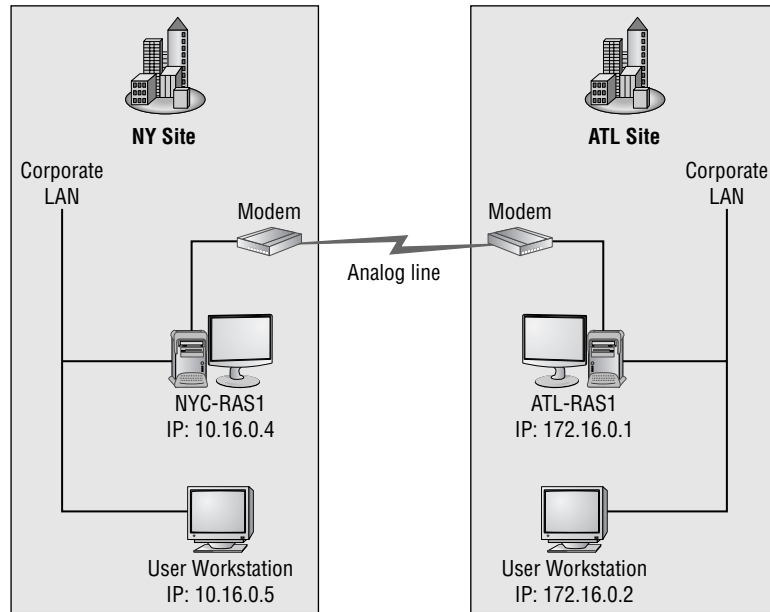 NY Site
Corporate
LAN
Modem
NYC-RAS1
IP: 10.16.0.4
User Workstation
IP: 10.16.0.5
Analog line
ATL Site
Corporate
LAN
Modem
ATL-RAS1
IP: 172.16.0.1
User Workstation
IP: 172.16.0.2